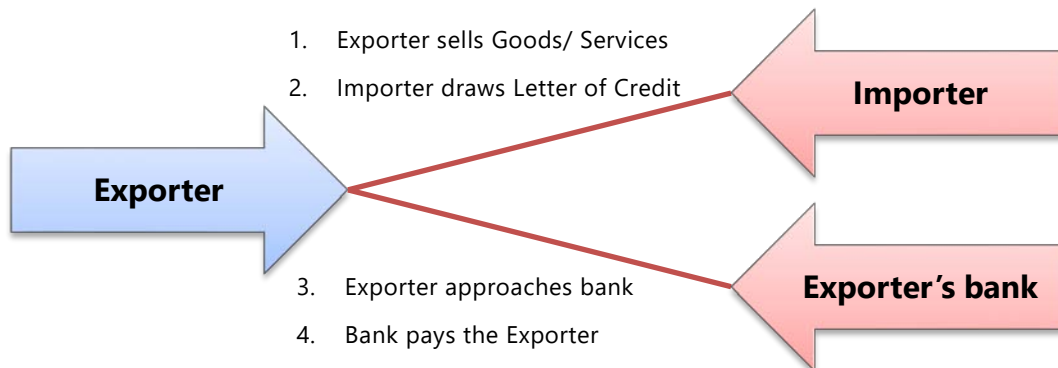 1. Exporter sells Goods/ Services
2. Importer draws Letter of Credit
Importer
Exporter
3. Exporter approaches bank
4. Bank pays the Exporter
Exporter’s bank